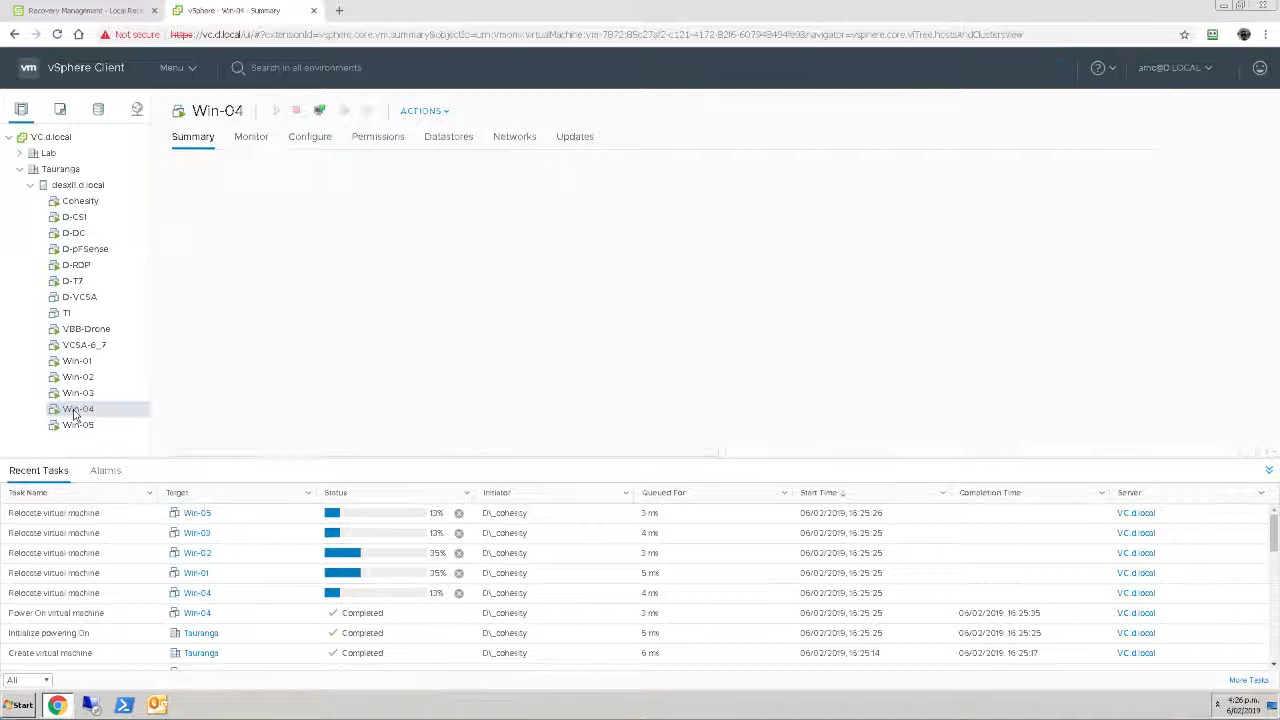 Recovery Management - Local Reco
vSphere - Win-04 - Summary
Not secure
vm vSphere Client Menu Search in all environments
Win-04 ACTIONS
Summary Monitor Configure Permissions Datastores Networks Updates
VC.d.local
Lab
Tauranga
desxi1.d.local
Cohesity
D-CS1
D-DC
D-pFSense
D-RDP
D-T7
D-VCSA
T1
VBB-Drone
VCSA-6_7
Win-01
Win-02
Win-03
Win-04
Win-05
Recent Tasks Alarms
Task Name Target Status Initiator Queued For Start Time Completion Time Server
Relocate virtual machine Win-05 13% D\_cohesity 3 ms 06/02/2019, 16:25:26 VC.d.local
Relocate virtual machine Win-03 13% D\_cohesity 4 ms 06/02/2019, 16:25:25 VC.d.local
Relocate virtual machine Win-02 35% D\_cohesity 3 ms 06/02/2019, 16:25:25 VC.d.local
Relocate virtual machine Win-01 35% D\_cohesity 5 ms 06/02/2019, 16:25:25 VC.d.local
Relocate virtual machine Win-04 13% D\_cohesity 4 ms 06/02/2019, 16:25:25 VC.d.local
Power On virtual machine Win-04 Completed D\_cohesity 3 ms 06/02/2019, 16:25:25 06/02/2019, 16:25:35 VC.d.local
Initialize powering On Tauranga Completed D\_cohesity 5 ms 06/02/2019, 16:25:25 06/02/2019, 16:25:25 VC.d.local
Create virtual machine Tauranga Completed D\_cohesity 6 ms 06/02/2019, 16:25:14 06/02/2019, 16:25:17 VC.d.local
All More Tasks
Start 4:26 p.m.
6/02/2019